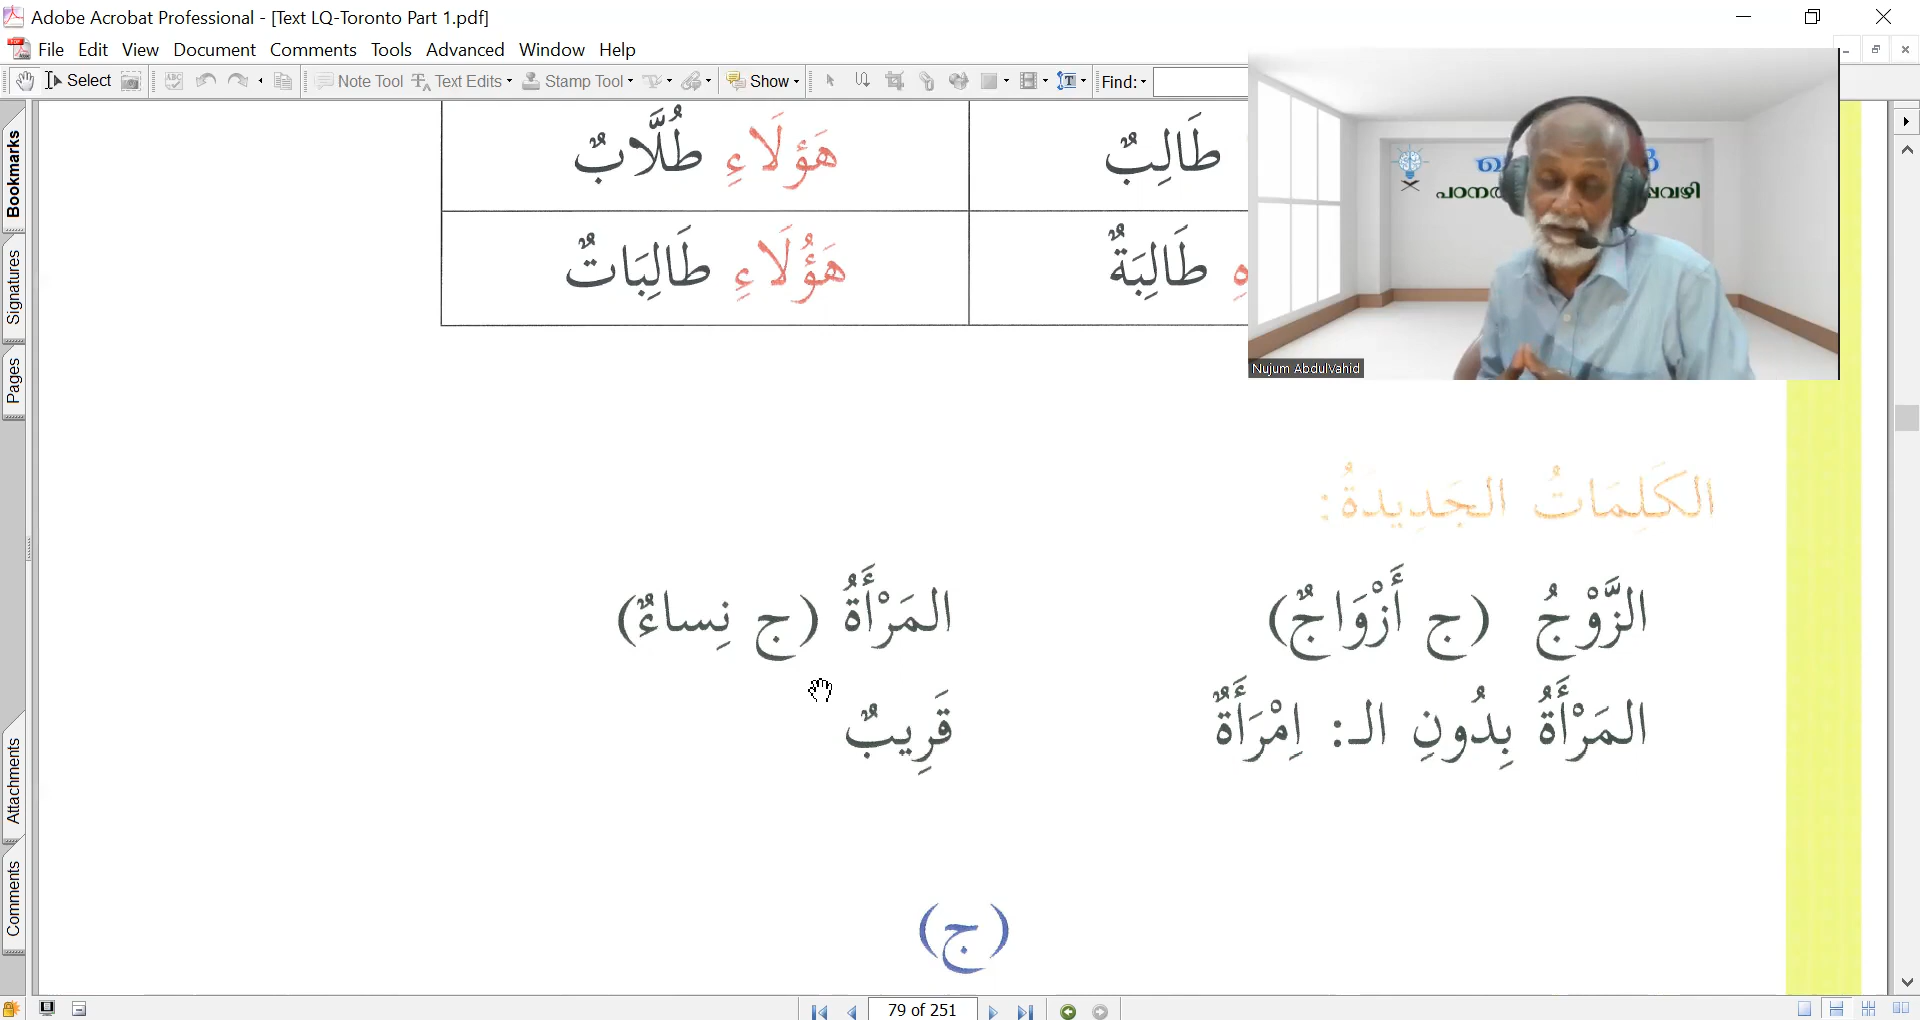 Adobe Acrobat Professional - [Text LQ-Toronto Part 1.pdf]
File Edit View Document Comments Tools Advanced Window Help
Select Note Tool Text Edits Stamp Tool Show Find:
Bookmarks
Signatures
Pages
Attachments
Comments
طَالِبٌ هَؤلَاءِ طُلَّابٌ
هِ طَالِبَةٌ هَؤُلَاءِ طَالِبَاتٌ
Nujum AbdulVahid
الكَلِمَاتُ الجَدِيدَةُ:
الزَّوْجُ (ج أَزْوَاجٌ) المَرْأَةُ (ج نِساءٌ)
المَرْأَةُ بِدُونِ الـ: اِمْرَأَةٌ قَرِيبٌ
(ج)
79 of 251